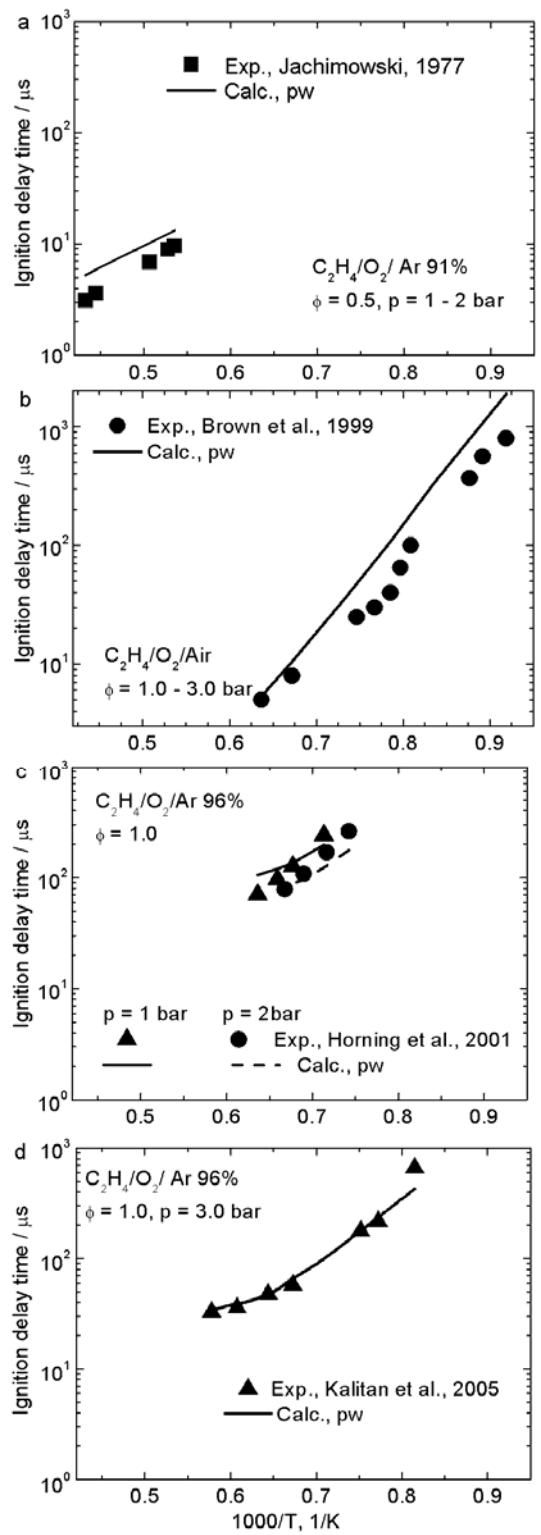 a
10³
10²
10¹
10⁰
Ignition delay time / μs
Exp., Jachimowski, 1977
Calc., pw
C₂H₄/O₂/ Ar 91%
ϕ = 0.5, p = 1 - 2 bar
0.5 0.6 0.7 0.8 0.9
b
10³
10²
10¹
Ignition delay time / μs
Exp., Brown et al., 1999
Calc., pw
C₂H₄/O₂/Air
ϕ = 1.0 - 3.0 bar
0.5 0.6 0.7 0.8 0.9
c
10³
10²
10¹
10⁰
Ignition delay time / μs
C₂H₄/O₂/Ar 96%
ϕ = 1.0
p = 1 bar p = 2bar
Exp., Horning et al., 2001
Calc., pw
0.5 0.6 0.7 0.8 0.9
d
10³
10²
10¹
10⁰
Ignition delay time / μs
C₂H₄/O₂/ Ar 96%
ϕ = 1.0, p = 3.0 bar
Exp., Kalitan et al., 2005
Calc., pw
0.5 0.6 0.7 0.8 0.9
1000/T, 1/K